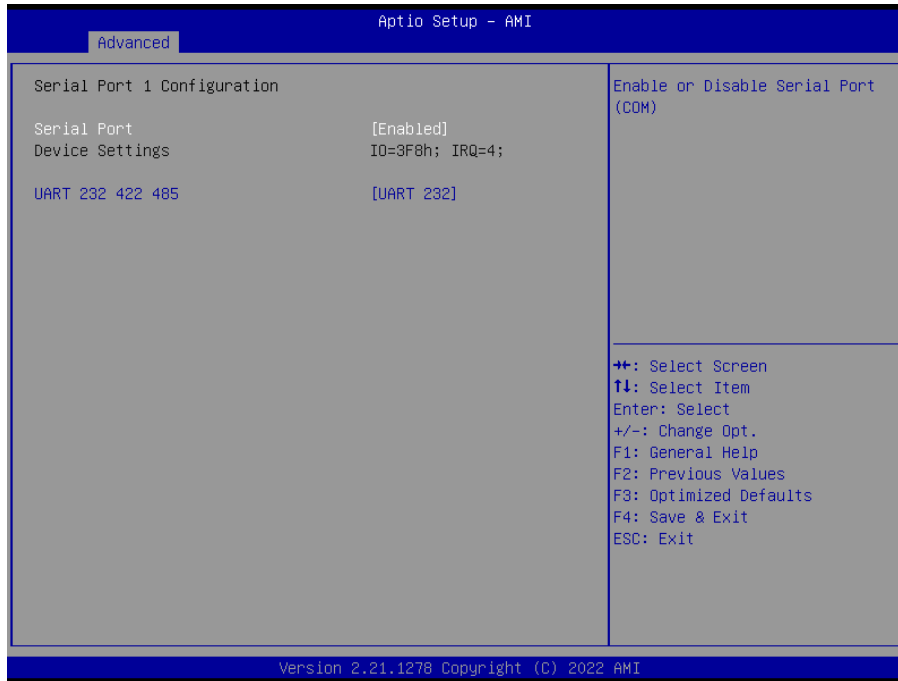 Aptio Setup – AMI
Advanced
Serial Port 1 Configuration
Serial Port [Enabled]
Device Settings IO=3F8h; IRQ=4;
UART 232 422 485 [UART 232]
Enable or Disable Serial Port
(COM)
→←: Select Screen
↑↓: Select Item
Enter: Select
+/-: Change Opt.
F1: General Help
F2: Previous Values
F3: Optimized Defaults
F4: Save & Exit
ESC: Exit
Version 2.21.1278 Copyright (C) 2022 AMI